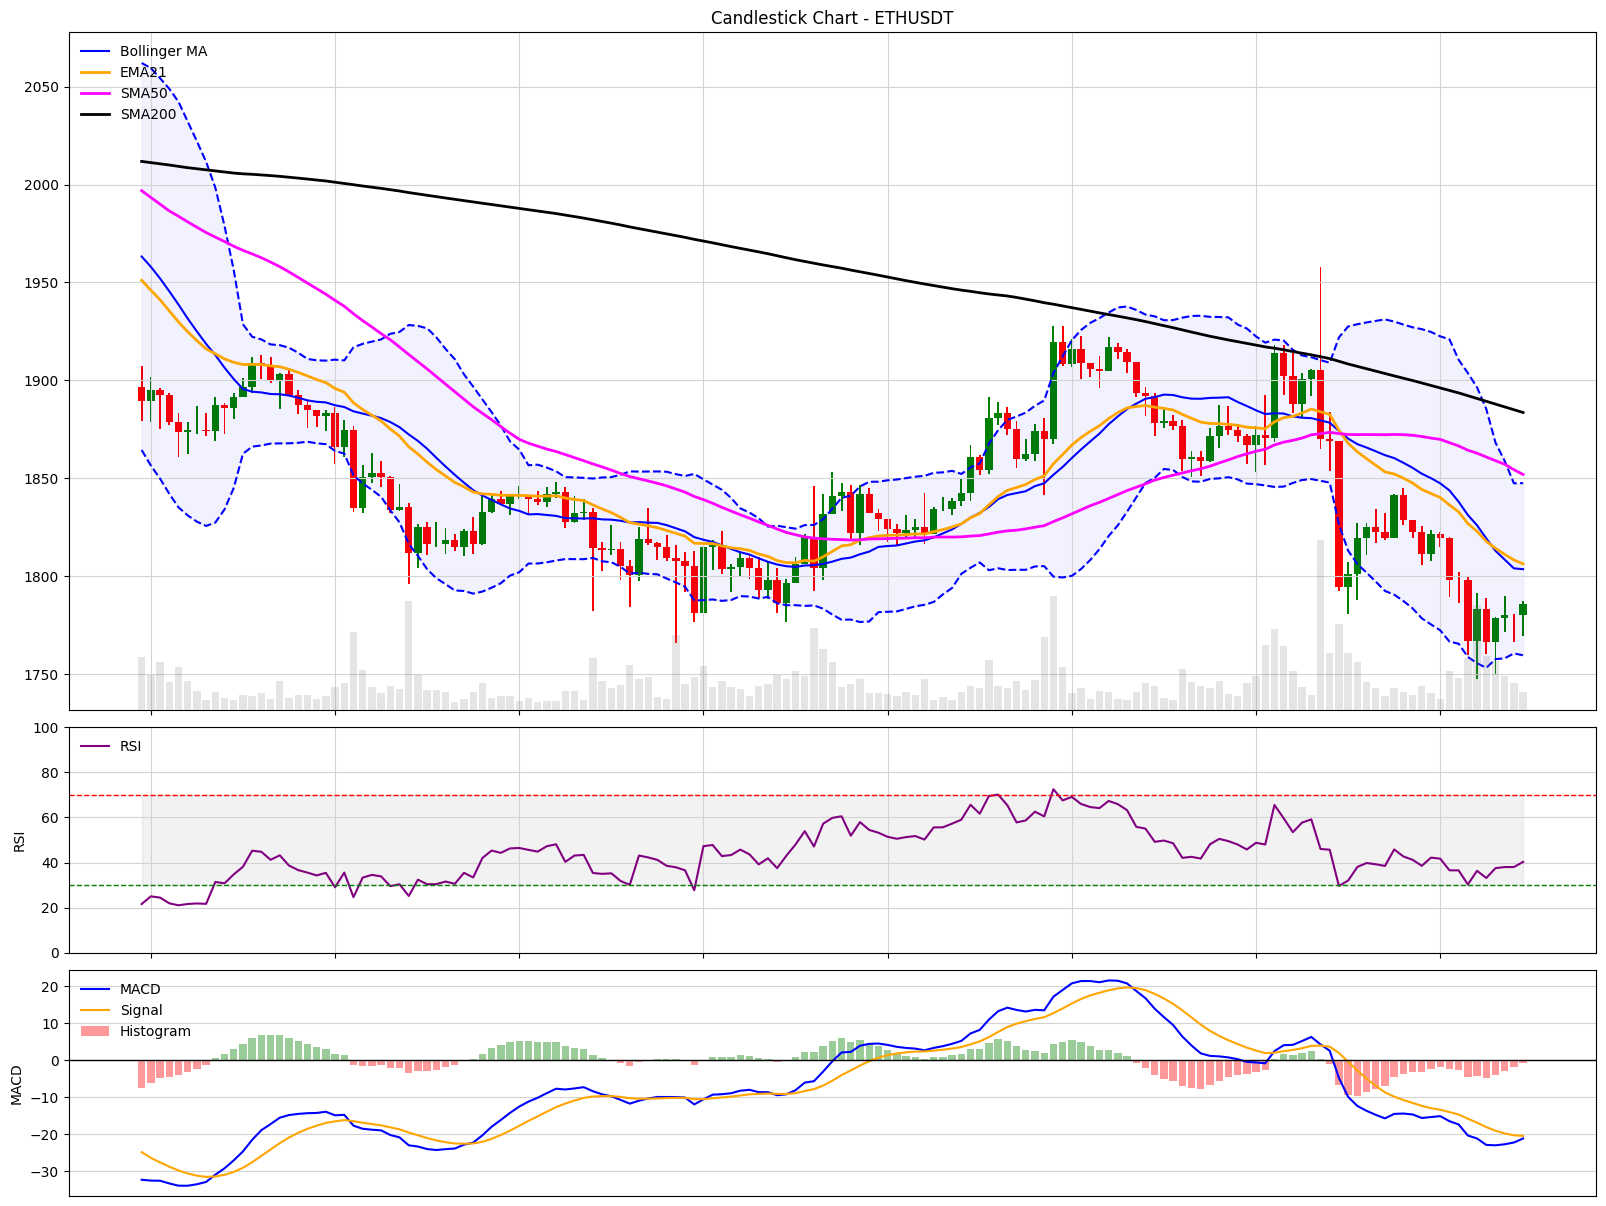 Candlestick Chart - ETHUSDT
Bollinger MA
EMA21
SMA50
SMA200
2050
2000
1950
1900
1850
1800
1750
RSI
100
80
60
40
20
0
RSI
MACD
Signal
Histogram
20
10
0
−10
−20
−30
MACD